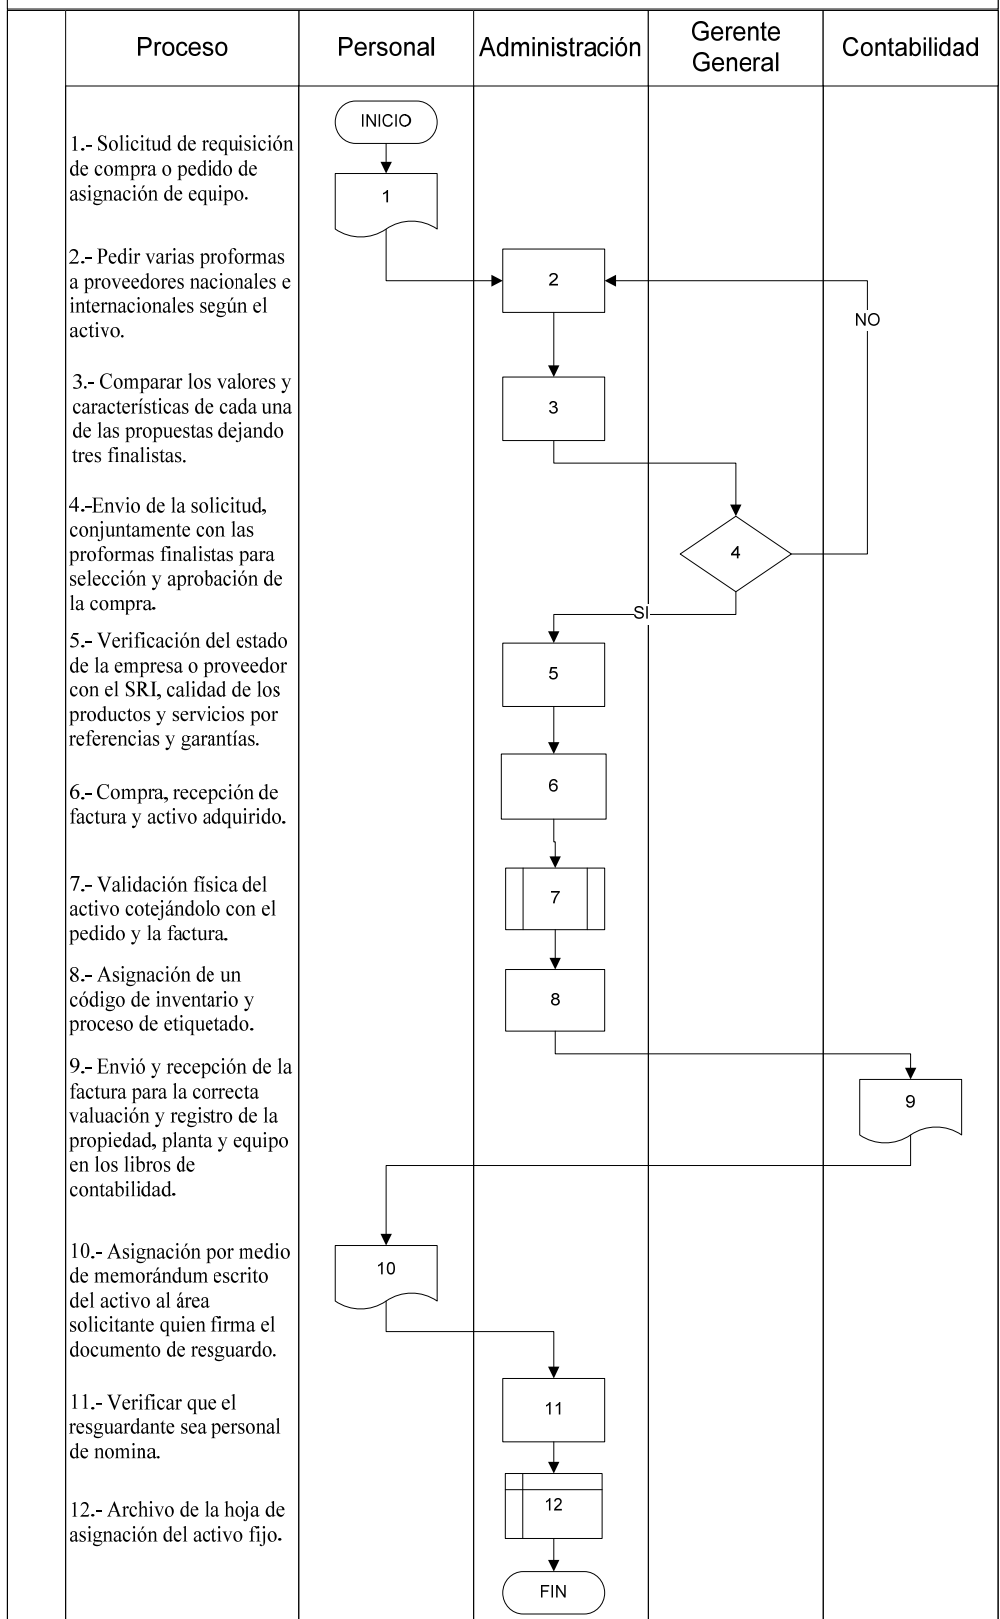 Proceso
Personal
Administración
Gerente
General
Contabilidad
INICIO
1.- Solicitud de requisición
de compra o pedido de
asignación de equipo.
1
2.- Pedir varias proformas
a proveedores nacionales e
internacionales según el
activo.
2
NO
3.- Comparar los valores y
características de cada una
de las propuestas dejando
tres finalistas.
3
4.-Envio de la solicitud,
conjuntamente con las
proformas finalistas para
selección y aprobación de
la compra.
4
SI
5.- Verificación del estado
de la empresa o proveedor
con el SRI, calidad de los
productos y servicios por
referencias y garantías.
5
6.- Compra, recepción de
factura y activo adquirido.
6
7.- Validación física del
activo cotejándolo con el
pedido y la factura.
7
8.- Asignación de un
código de inventario y
proceso de etiquetado.
8
9.- Envió y recepción de la
factura para la correcta
valuación y registro de la
propiedad, planta y equipo
en los libros de
contabilidad.
9
10.- Asignación por medio
de memorándum escrito
del activo al área
solicitante quien firma el
documento de resguardo.
10
11.- Verificar que el
resguardante sea personal
de nomina.
11
12.- Archivo de la hoja de
asignación del activo fijo.
12
FIN